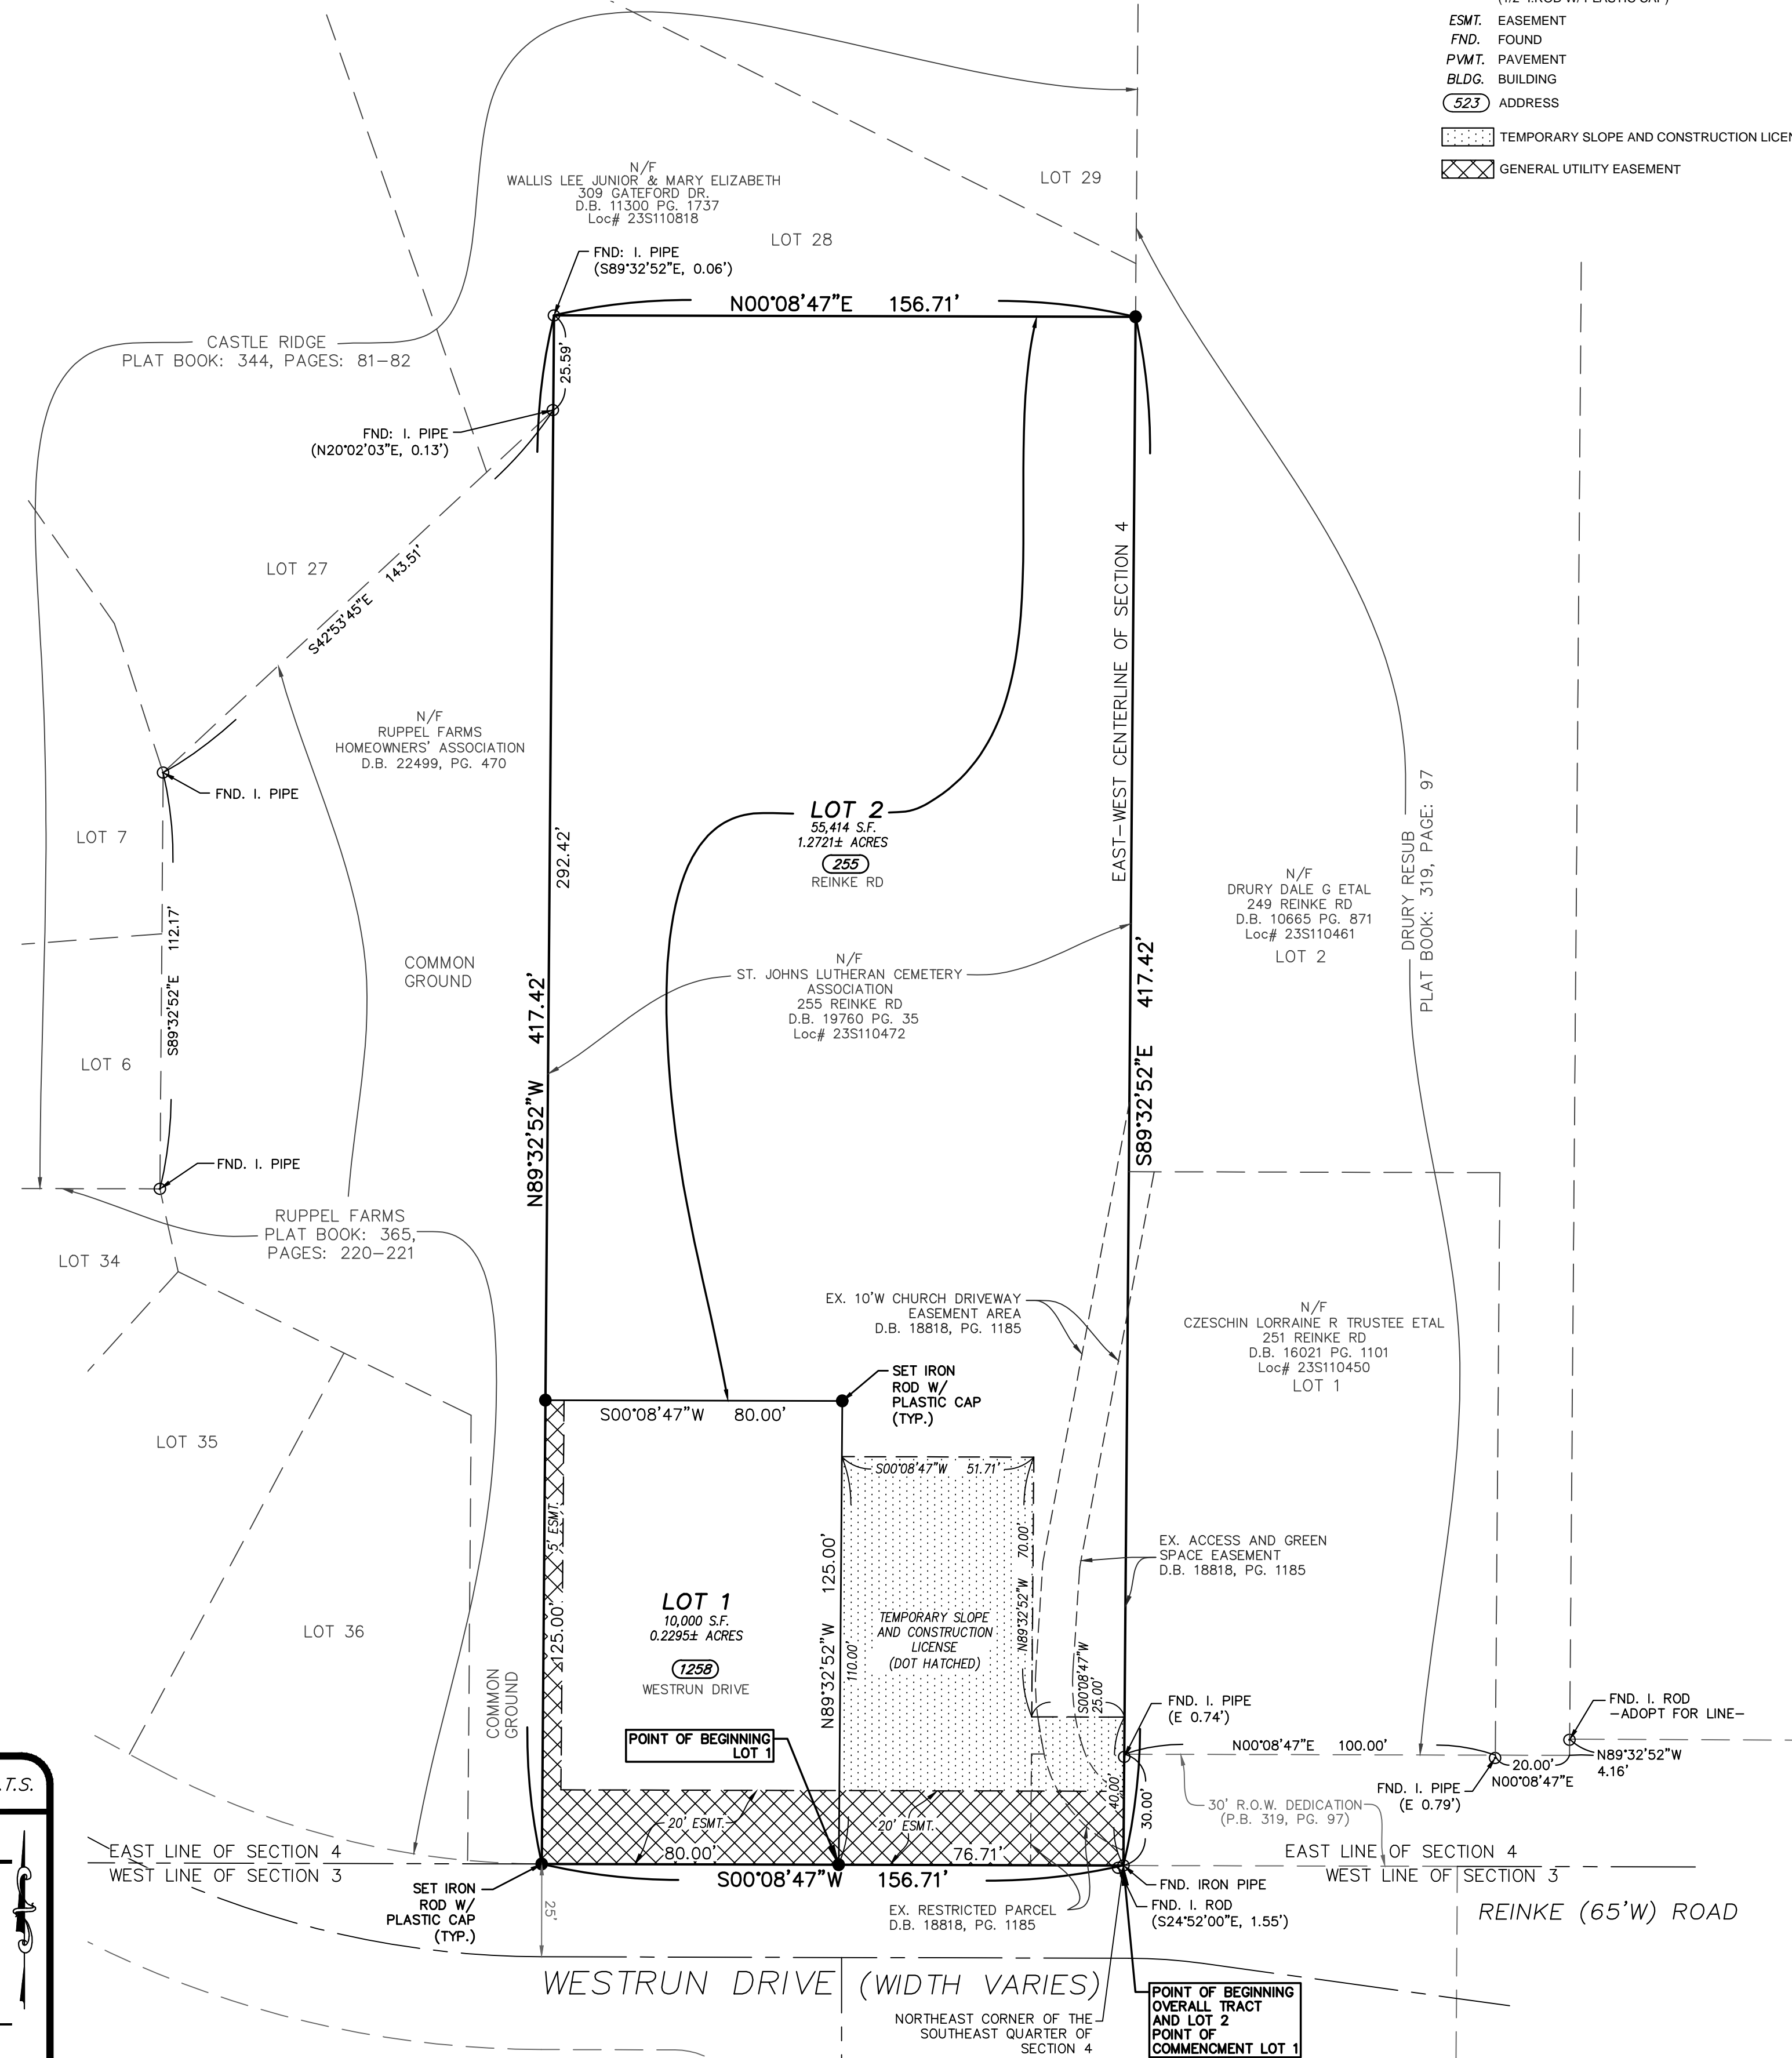 (1/2" I.ROD W/ PLASTIC CAP)
ESMT. EASEMENT
FND. FOUND
PVMT. PAVEMENT
BLDG. BUILDING
523 ADDRESS
TEMPORARY SLOPE AND CONSTRUCTION LICEN
GENERAL UTILITY EASEMENT
N/F
WALLIS LEE JUNIOR & MARY ELIZABETH
309 GATEFORD DR.
D.B. 11300 PG. 1737
Loc# 23S110818
LOT 29
LOT 28
FND: I. PIPE
(S89°32'52"E, 0.06')
N00°08'47"E 156.71'
CASTLE RIDGE
PLAT BOOK: 344, PAGES: 81-82
25.59'
FND: I. PIPE
(N20°02'03"E, 0.13')
LOT 27
S42°53'45"E 143.51'
EAST-WEST CENTERLINE OF SECTION 4
N/F
RUPPEL FARMS
HOMEOWNERS' ASSOCIATION
D.B. 22499, PG. 470
FND. I. PIPE
LOT 7
292.42'
LOT 2
55,414 S.F.
1.2721± ACRES
255
REINKE RD
DRURY RESUB
PLAT BOOK: 319, PAGE: 97
N/F
DRURY DALE G ETAL
249 REINKE RD
D.B. 10665 PG. 871
Loc# 23S110461
LOT 2
S89°32'52"E 112.17'
COMMON
GROUND
N/F
ST. JOHNS LUTHERAN CEMETERY
ASSOCIATION
255 REINKE RD
D.B. 19760 PG. 35
Loc# 23S110472
N89°32'52"W 417.42'
S89°32'52"E 417.42'
LOT 6
FND. I. PIPE
RUPPEL FARMS
PLAT BOOK: 365,
PAGES: 220-221
LOT 34
EX. 10'W CHURCH DRIVEWAY
EASEMENT AREA
D.B. 18818, PG. 1185
N/F
CZESCHIN LORRAINE R TRUSTEE ETAL
251 REINKE RD
D.B. 16021 PG. 1101
Loc# 23S110450
LOT 1
SET IRON
ROD W/
PLASTIC CAP
(TYP.)
S00°08'47"W 80.00'
LOT 35
S00°08'47"W 51.71'
5' ESMT.
125.00'
N89°32'52"W 125.00'
110.00'
N89°32'52"W 70.00'
EX. ACCESS AND GREEN
SPACE EASEMENT
D.B. 18818, PG. 1185
LOT 1
10,000 S.F.
0.2295± ACRES
1258
WESTRUN DRIVE
TEMPORARY SLOPE
AND CONSTRUCTION
LICENSE
(DOT HATCHED)
LOT 36
COMMON
GROUND
S00°08'47"W
25.00'
FND. I. PIPE
(E 0.74')
FND. I. ROD
-ADOPT FOR LINE-
POINT OF BEGINNING
LOT 1
N00°08'47"E 100.00'
20.00'
N00°08'47"E
N89°32'52"W
4.16'
FND. I. PIPE
(E 0.79')
.T.S.
40.00'
30.00'
30' R.O.W. DEDICATION
(P.B. 319, PG. 97)
20' ESMT.
20' ESMT.
80.00'
76.71'
EAST LINE OF SECTION 4
WEST LINE OF SECTION 3
EAST LINE OF SECTION 4
WEST LINE OF SECTION 3
S00°08'47"W 156.71'
SET IRON
ROD W/
PLASTIC CAP
(TYP.)
25'
FND. IRON PIPE
FND. I. ROD
(S24°52'00"E, 1.55')
EX. RESTRICTED PARCEL
D.B. 18818, PG. 1185
REINKE (65'W) ROAD
WESTRUN DRIVE (WIDTH VARIES)
NORTHEAST CORNER OF THE
SOUTHEAST QUARTER OF
SECTION 4
POINT OF BEGINNING
OVERALL TRACT
AND LOT 2
POINT OF
COMMENCMENT LOT 1